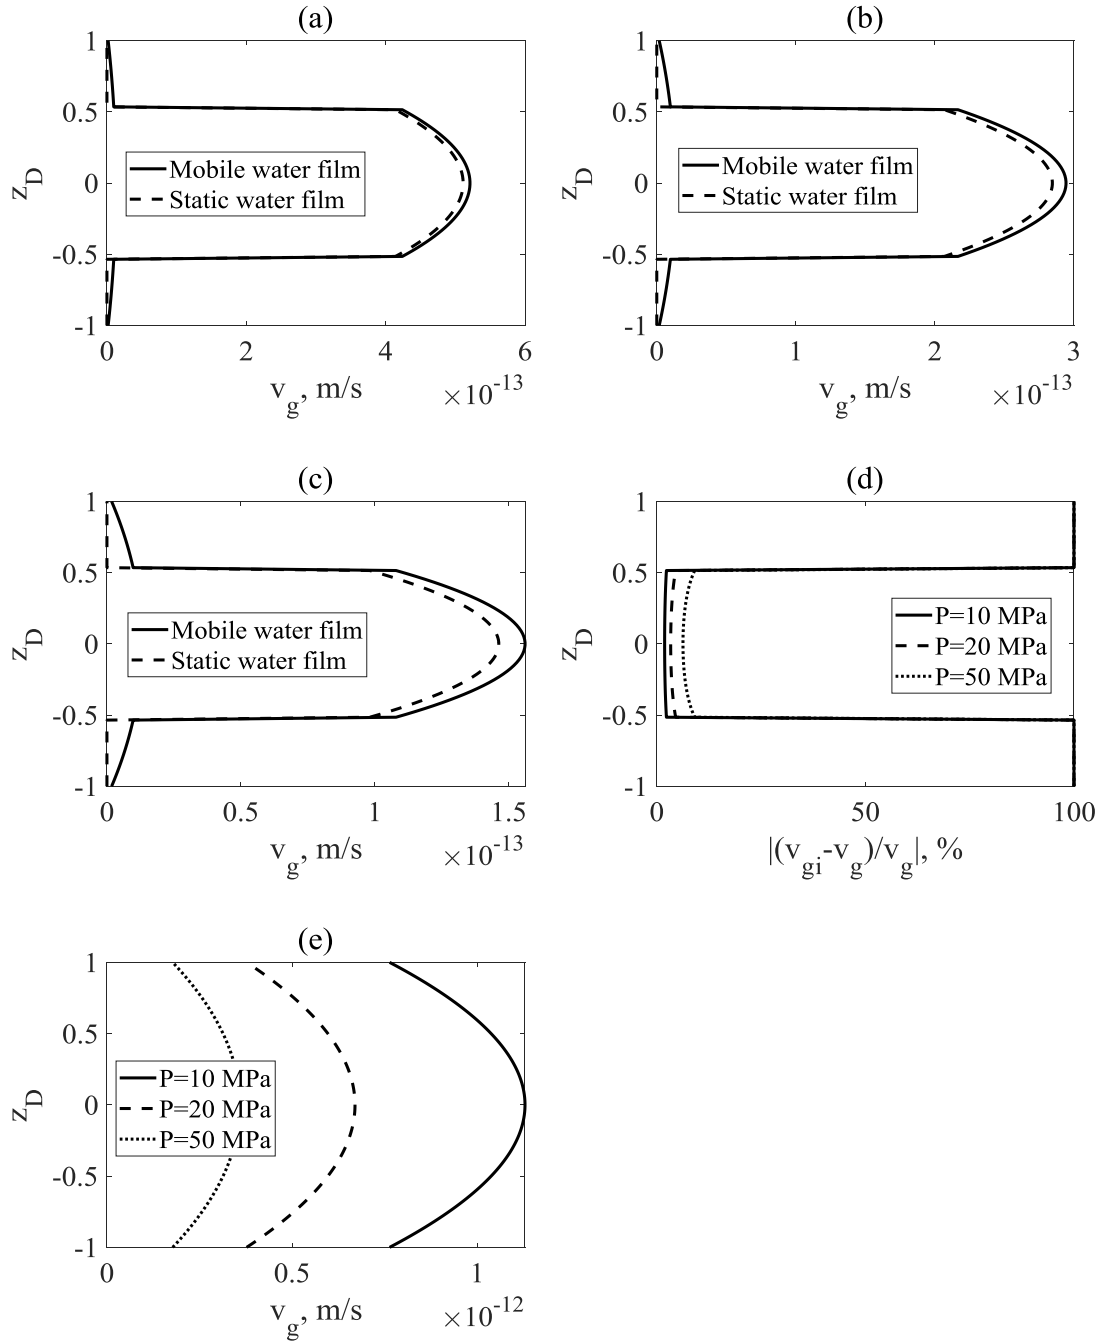 (a)
1
0.5
0
-0.5
-1
z_D
Mobile water film
Static water film
0 2 4 6
v_g, m/s
×10^-13
(b)
1
0.5
0
-0.5
-1
z_D
Mobile water film
Static water film
0 1 2 3
v_g, m/s
×10^-13
(c)
1
0.5
0
-0.5
-1
z_D
Mobile water film
Static water film
0 0.5 1 1.5
v_g, m/s
×10^-13
(d)
1
0.5
0
-0.5
-1
z_D
P=10 MPa
P=20 MPa
P=50 MPa
0 50 100
|(v_gi-v_g)/v_g|, %
(e)
1
0.5
0
-0.5
-1
z_D
P=10 MPa
P=20 MPa
P=50 MPa
0 0.5 1
v_g, m/s
×10^-12